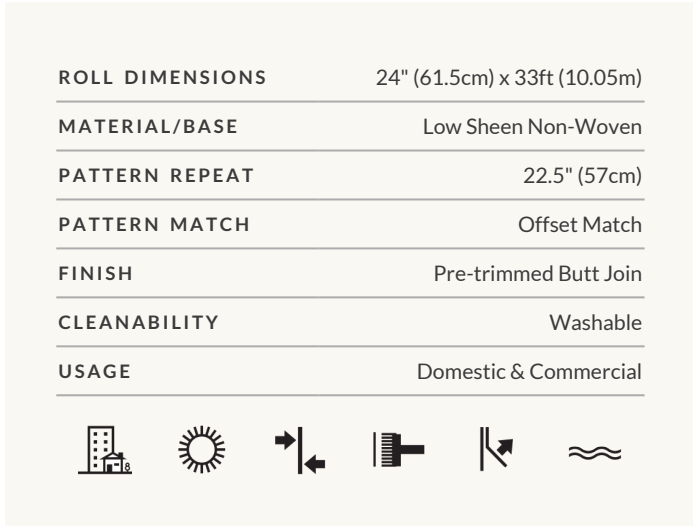 ROLL DIMENSIONS 24" (61.5cm) x 33ft (10.05m)
MATERIAL/BASE Low Sheen Non-Woven
PATTERN REPEAT 22.5" (57cm)
PATTERN MATCH Offset Match
FINISH Pre-trimmed Butt Join
CLEANABILITY Washable
USAGE Domestic & Commercial